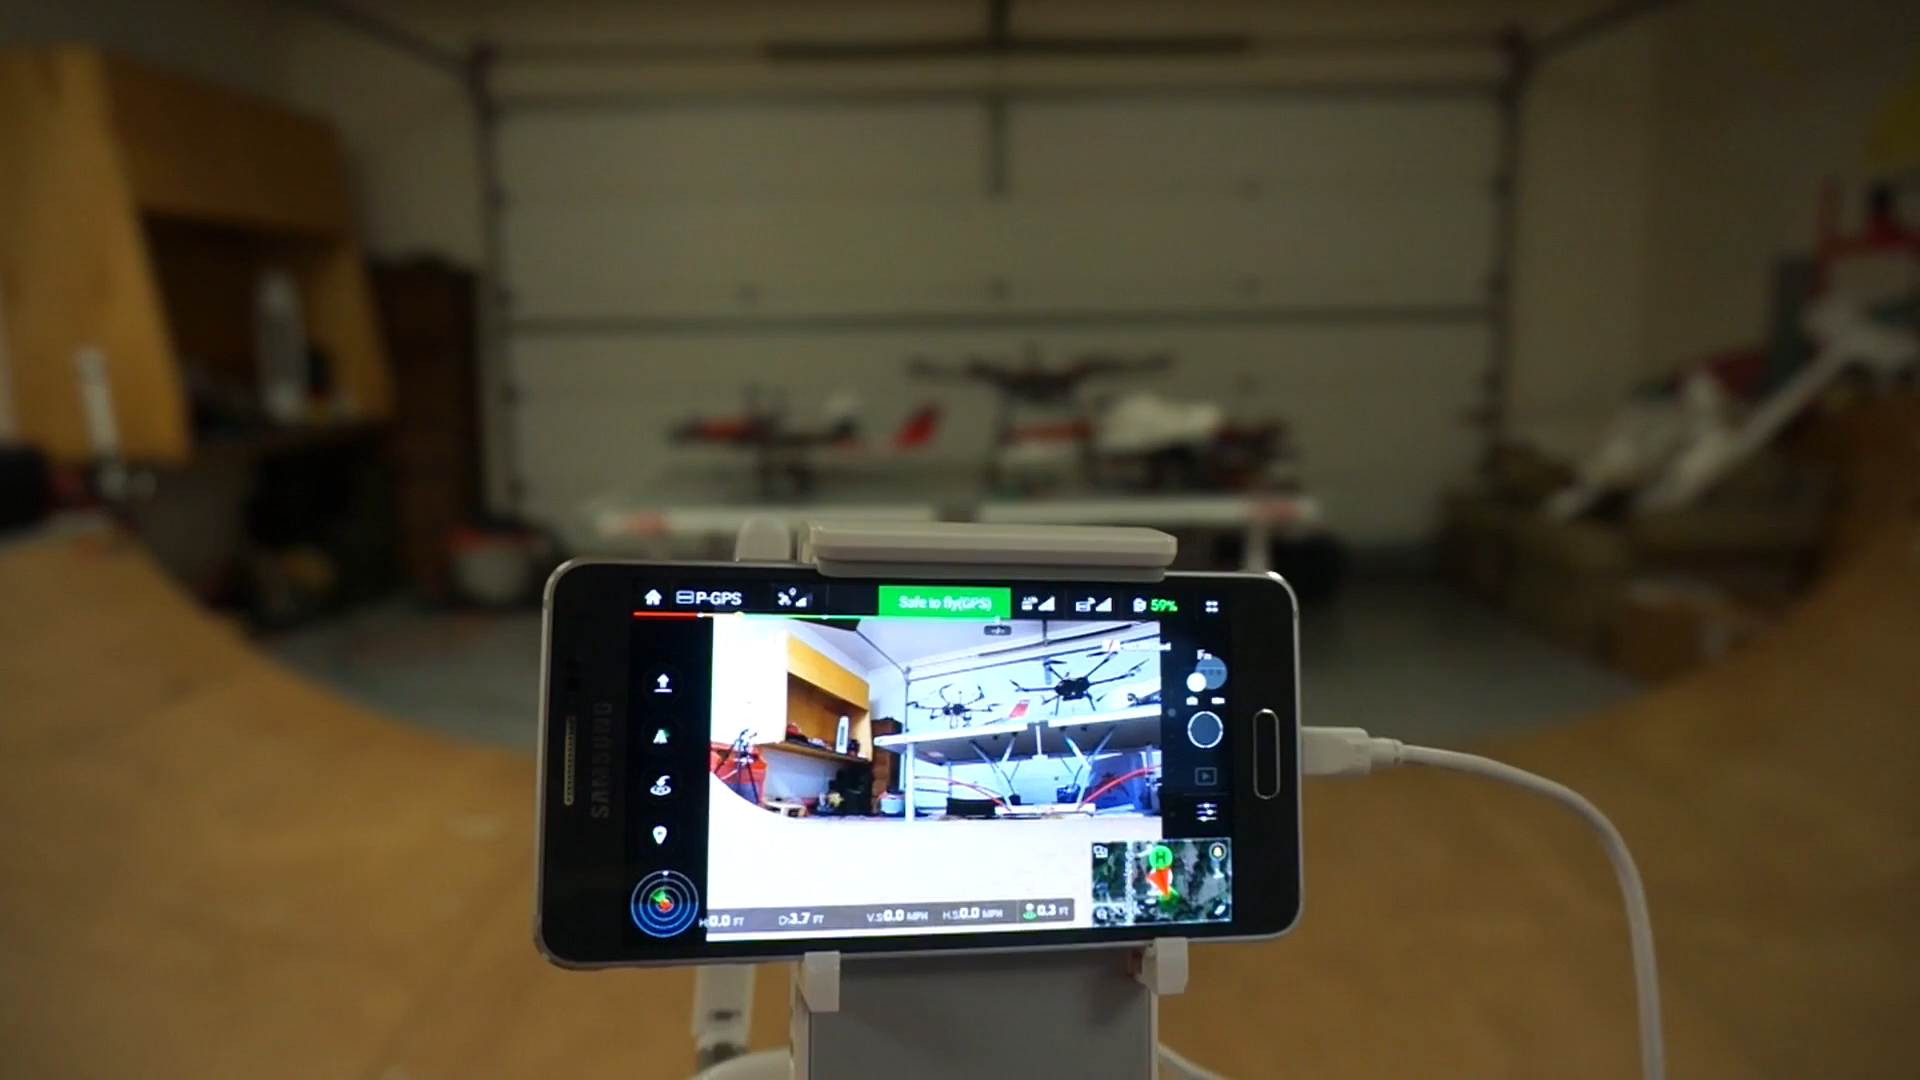 P-GPS
Safe to fly(GPS)
59%
SAMSUNG
H
H:0.0 FT
D:3.7 FT
V.S:0.0 MPH
H.S:0.0 MPH
0.3 FT